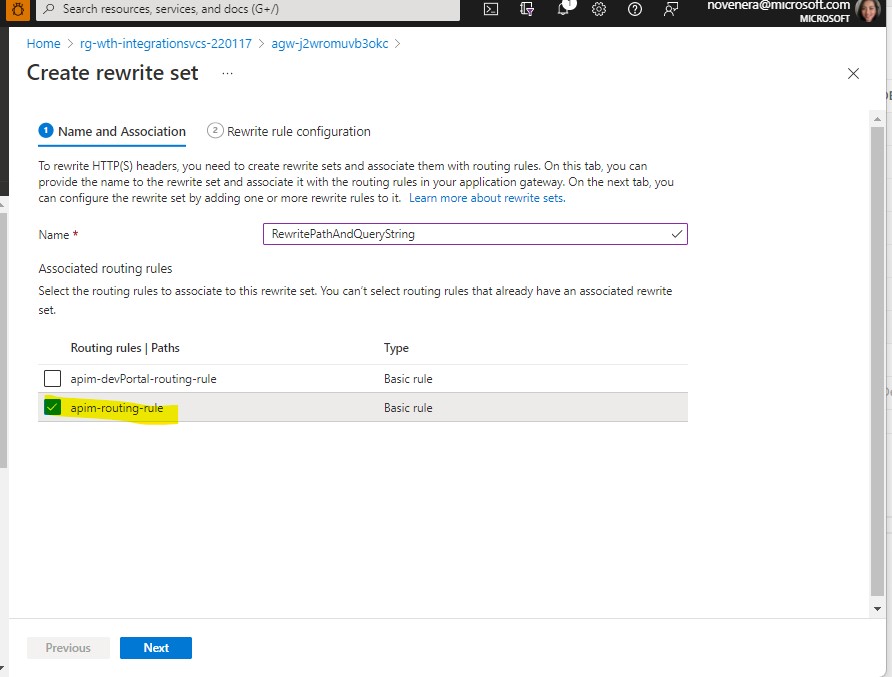 Search resources, services, and docs (G+/)
1
novenera@microsoft.com
MICROSOFT
Home > rg-wth-integrationsvcs-220117 > agw-j2wromuvb3okc >
Create rewrite set ...
1 Name and Association 2 Rewrite rule configuration
To rewrite HTTP(S) headers, you need to create rewrite sets and associate them with routing rules. On this tab, you can
provide the name to the rewrite set and associate it with the routing rules in your application gateway. On the next tab, you
can configure the rewrite set by adding one or more rewrite rules to it. Learn more about rewrite sets.
Name * RewritePathAndQueryString
Associated routing rules
Select the routing rules to associate to this rewrite set. You can't select routing rules that already have an associated rewrite
set.
Routing rules | Paths Type
apim-devPortal-routing-rule Basic rule
apim-routing-rule Basic rule
Previous Next